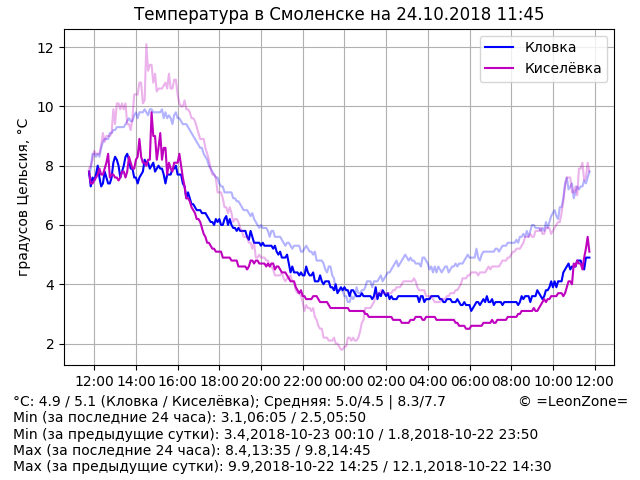 Температура в Смоленске на 24.10.2018 11:45
Кловка
Киселёвка
градусов Цельсия, °C
12
10
8
6
4
2
12:00 14:00 16:00 18:00 20:00 22:00 00:00 02:00 04:00 06:00 08:00 10:00 12:00
°C: 4.9 / 5.1 (Кловка / Киселёвка); Средняя: 5.0/4.5 | 8.3/7.7 © =LeonZone=
Min (за последние 24 часа): 3.1,06:05 / 2.5,05:50
Min (за предыдущие сутки): 3.4,2018-10-23 00:10 / 1.8,2018-10-22 23:50
Max (за последние 24 часа): 8.4,13:35 / 9.8,14:45
Max (за предыдущие сутки): 9.9,2018-10-22 14:25 / 12.1,2018-10-22 14:30